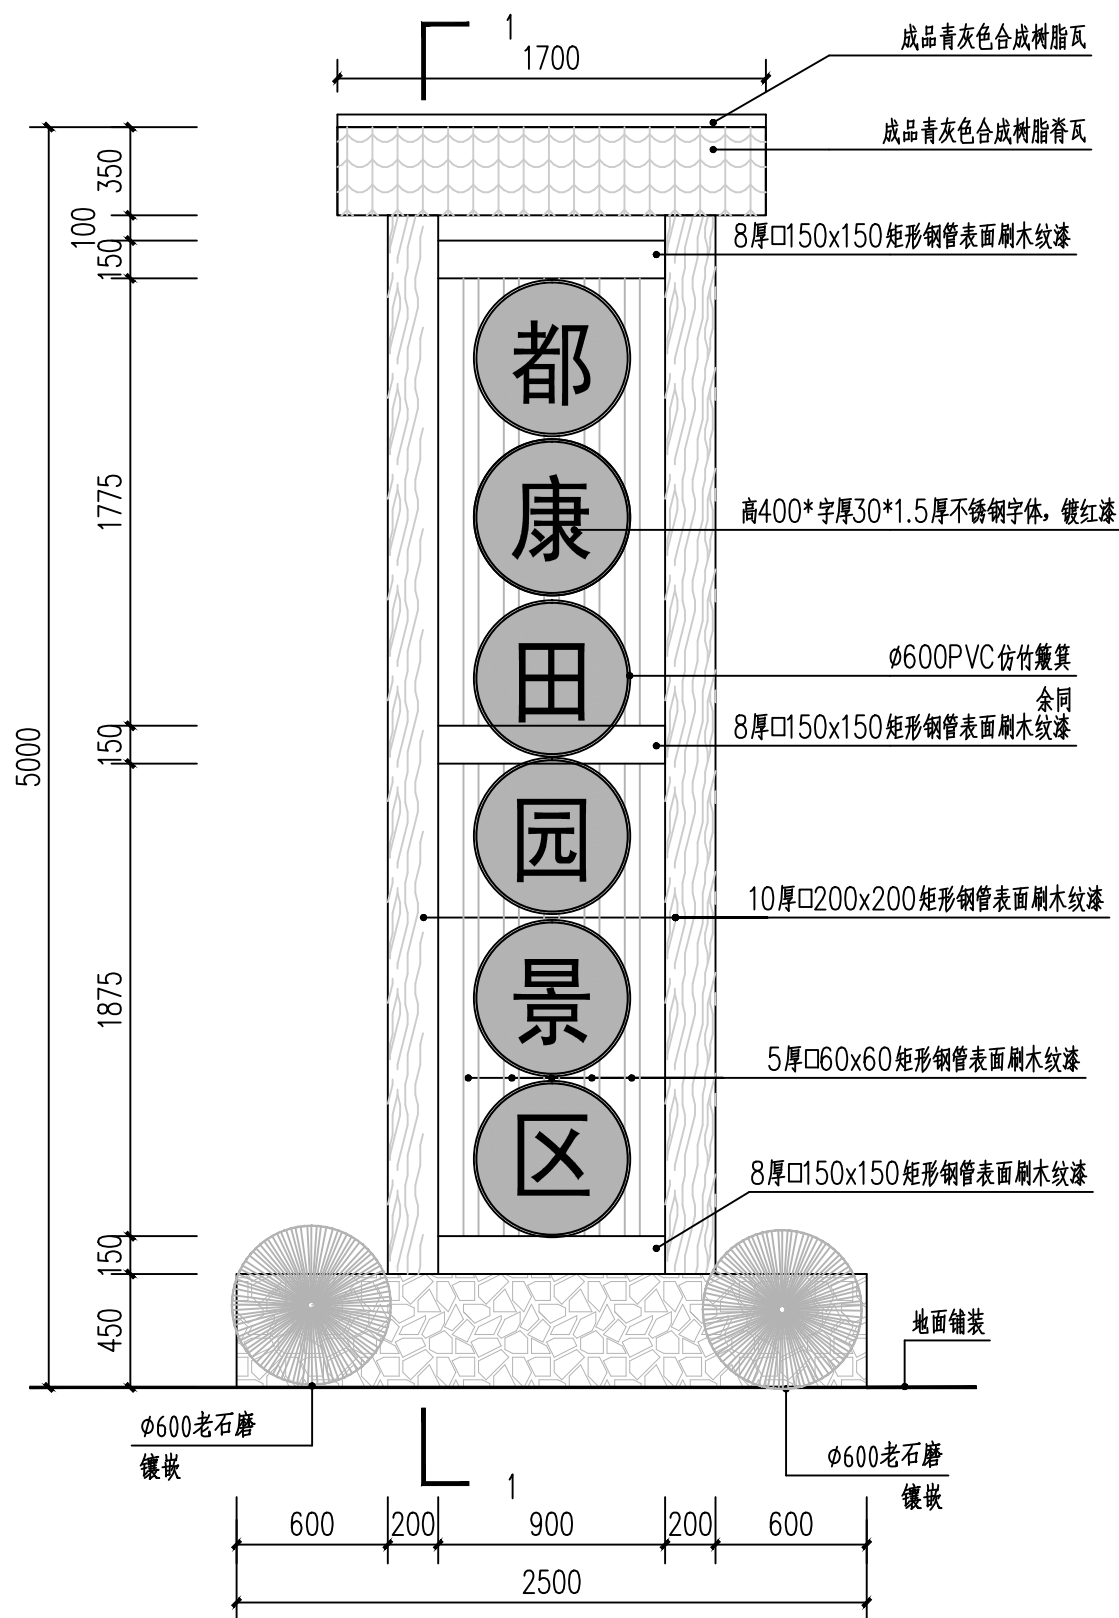 1
1700
成品青灰色合成树脂瓦
成品青灰色合成树脂脊瓦
350
100
150
8厚口150x150矩形钢管表面刷木纹漆
都
康
田
园
景
区
1775
高400*字厚30*1.5厚不锈钢字体，镀红漆
Ø600PVC仿竹簸箕
余同
8厚口150x150矩形钢管表面刷木纹漆
150
5000
10厚口200x200矩形钢管表面刷木纹漆
1875
5厚口60x60矩形钢管表面刷木纹漆
8厚口150x150矩形钢管表面刷木纹漆
150
450
地面铺装
Ø600老石磨
镶嵌
Ø600老石磨
镶嵌
1
600
200
900
200
600
2500